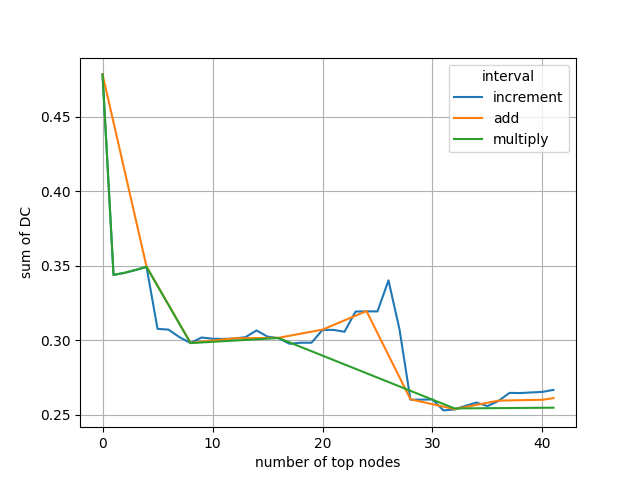 interval
increment
add
multiply
0.45
0.40
0.35
0.30
0.25
sum of DC
0 10 20 30 40
number of top nodes